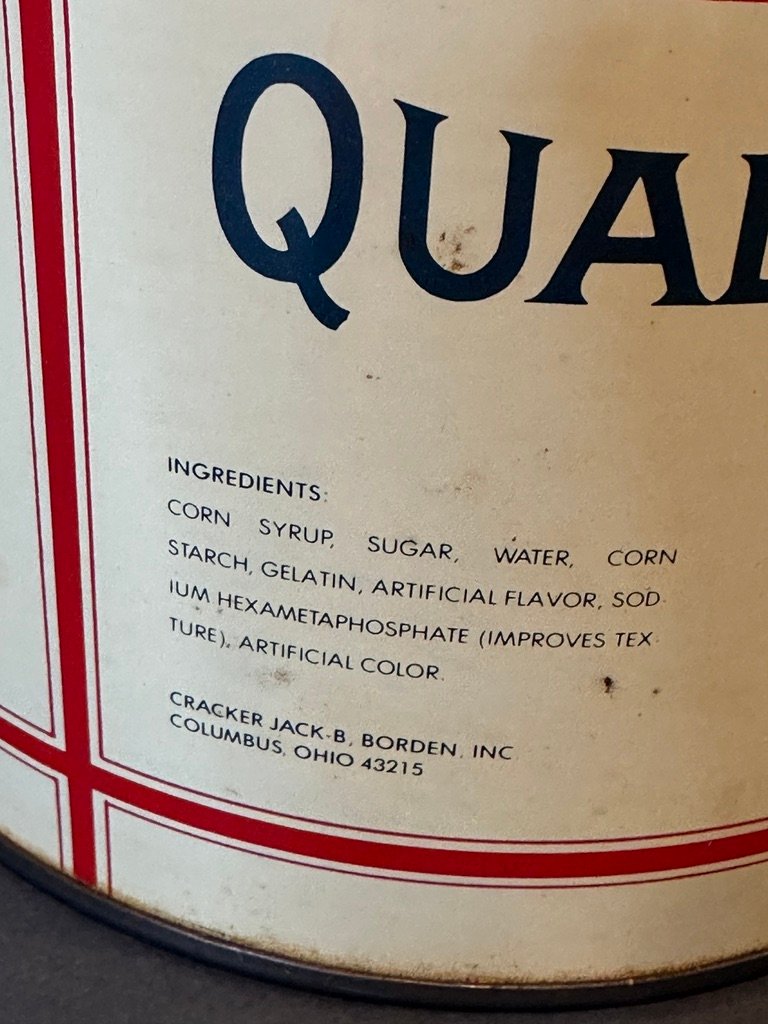 QUAL
INGREDIENTS:
CORN SYRUP, SUGAR, WATER, CORN
STARCH, GELATIN, ARTIFICIAL FLAVOR, SOD-
IUM HEXAMETAPHOSPHATE (IMPROVES TEX-
TURE), ARTIFICIAL COLOR.
CRACKER JACK-B, BORDEN, INC.
COLUMBUS, OHIO 43215